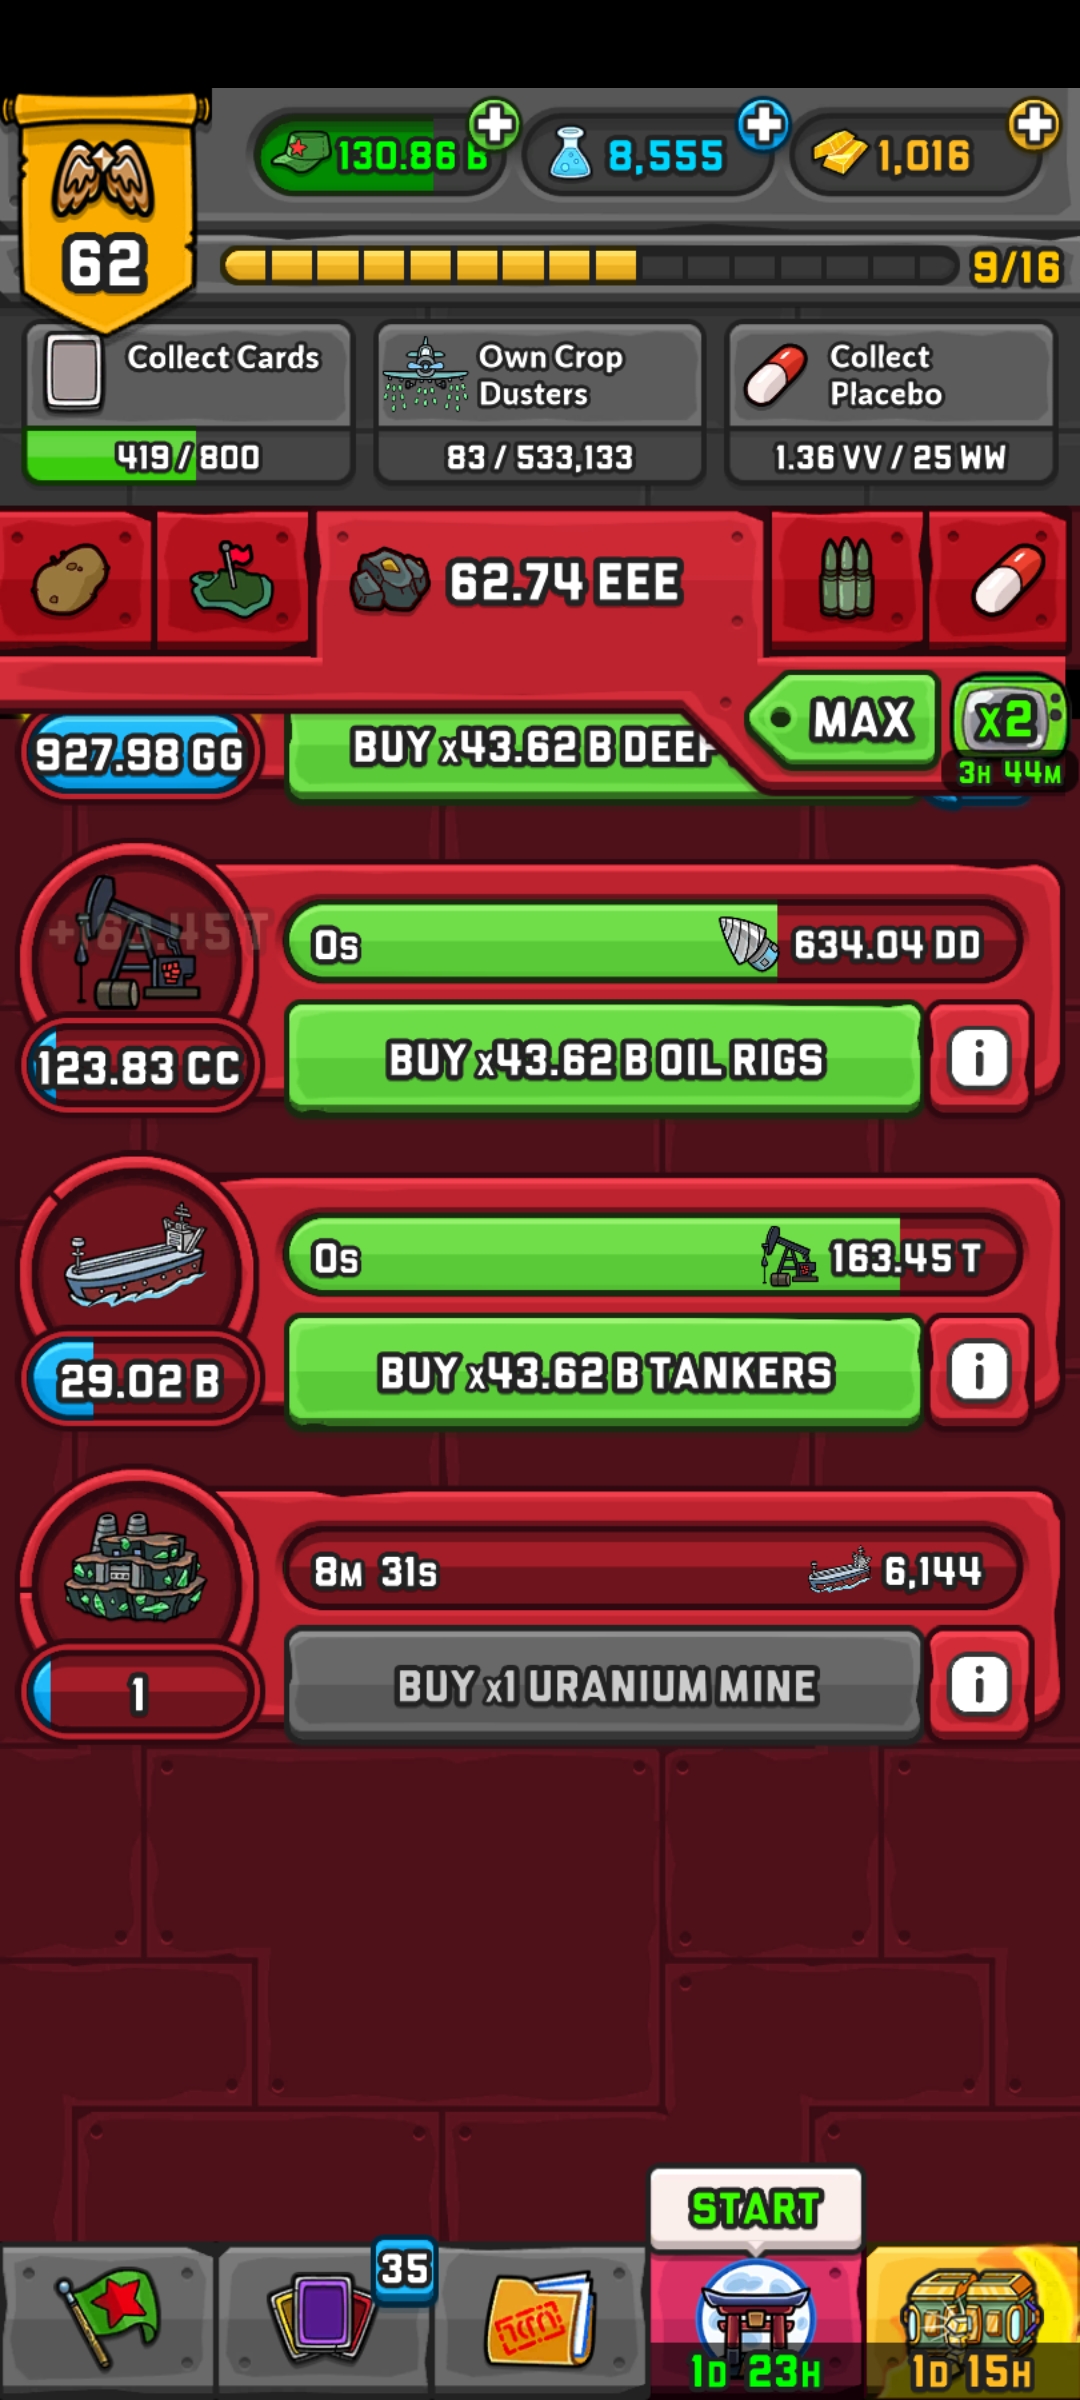 130.86 B
8,555
1,016
62
9/16
Collect Cards
419 / 800
Own Crop
Dusters
83 / 533,133
Collect
Placebo
1.36 VV / 25 WW
62.74 EEE
MAX
x2
3H 44M
927.98 GG
BUY x43.62 B DEEP
+163.45 T
0s
634.04 DD
123.83 CC
BUY x43.62 B OIL RIGS
i
0s
163.45 T
29.02 B
BUY x43.62 B TANKERS
i
8M 31s
6,144
1
BUY x1 URANIUM MINE
i
START
35
1D 23H
1D 15H